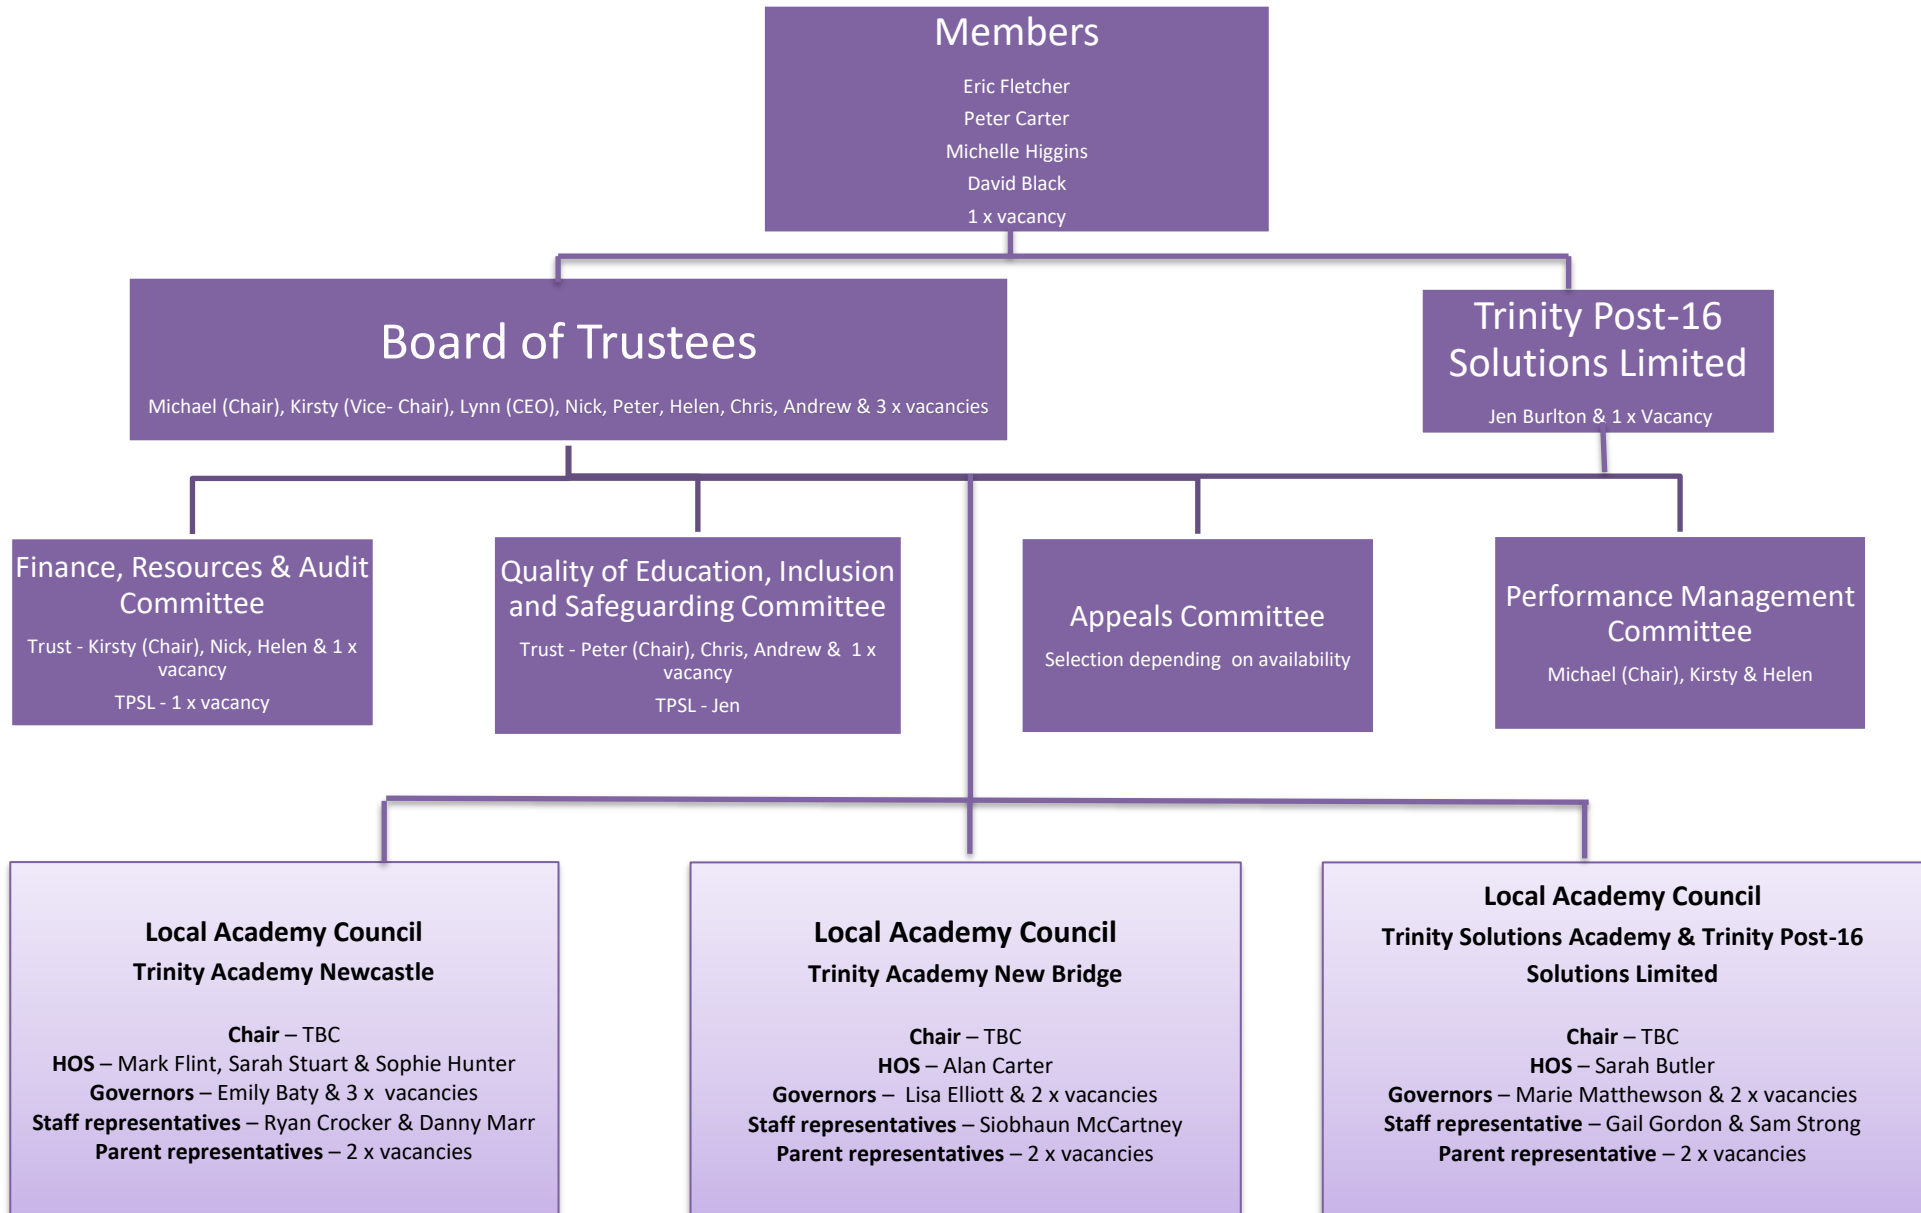 Members
Eric Fletcher
Peter Carter
Michelle Higgins
David Black
1 x vacancy
Board of Trustees
Michael (Chair), Kirsty (Vice- Chair), Lynn (CEO), Nick, Peter, Helen, Chris, Andrew & 3 x vacancies
Trinity Post-16
Solutions Limited
Jen Burlton & 1 x Vacancy
Finance, Resources & Audit
Committee
Trust - Kirsty (Chair), Nick, Helen & 1 x
vacancy
TPSL - 1 x vacancy
Quality of Education, Inclusion
and Safeguarding Committee
Trust - Peter (Chair), Chris, Andrew & 1 x
vacancy
TPSL - Jen
Appeals Committee
Selection depending on availability
Performance Management
Committee
Michael (Chair), Kirsty & Helen
Local Academy Council
Trinity Academy Newcastle
Chair – TBC
HOS – Mark Flint, Sarah Stuart & Sophie Hunter
Governors – Emily Baty & 3 x vacancies
Staff representatives – Ryan Crocker & Danny Marr
Parent representatives – 2 x vacancies
Local Academy Council
Trinity Academy New Bridge
Chair – TBC
HOS – Alan Carter
Governors – Lisa Elliott & 2 x vacancies
Staff representatives – Siobhaun McCartney
Parent representatives – 2 x vacancies
Local Academy Council
Trinity Solutions Academy & Trinity Post-16
Solutions Limited
Chair – TBC
HOS – Sarah Butler
Governors – Marie Matthewson & 2 x vacancies
Staff representative – Gail Gordon & Sam Strong
Parent representative – 2 x vacancies